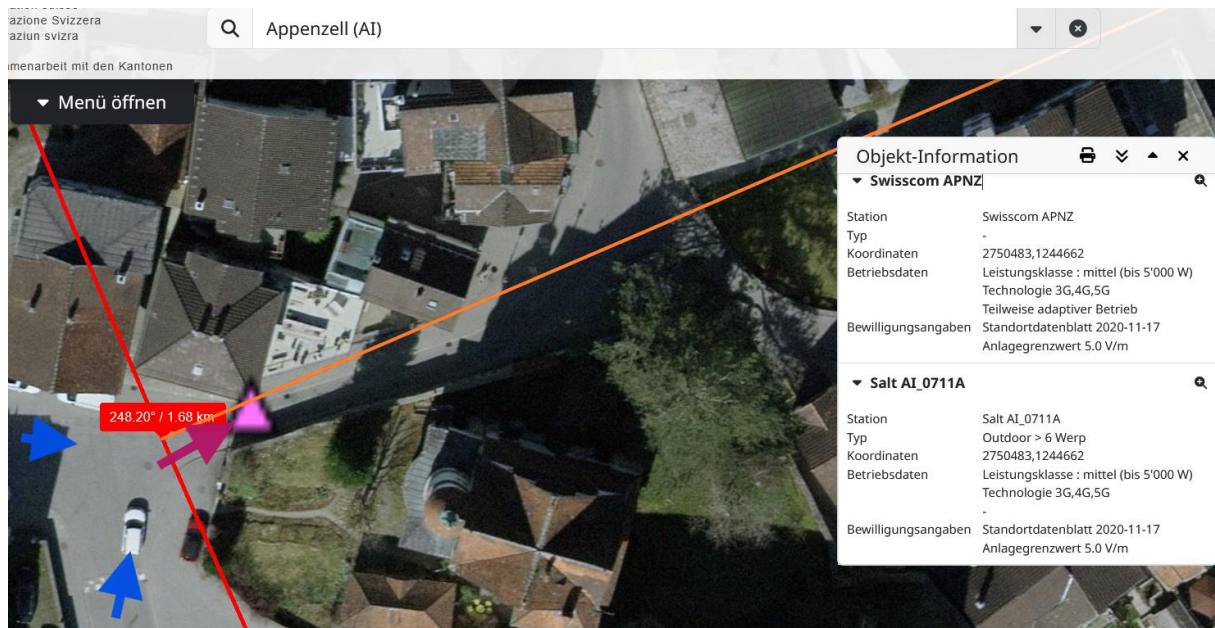 azione Svizzera
aziun svizra
menarbeit mit den Kantonen
Appenzell (AI)
Menü öffnen
248.20° / 1.68 km
Objekt-Information
Swisscom APNZ
Station Swisscom APNZ
Typ -
Koordinaten 2750483,1244662
Betriebsdaten Leistungsklasse : mittel (bis 5'000 W)
Technologie 3G,4G,5G
Teilweise adaptiver Betrieb
Bewilligungsangaben Standortdatenblatt 2020-11-17
Anlagegrenzwert 5.0 V/m
Salt AI_0711A
Station Salt AI_0711A
Typ Outdoor > 6 Werp
Koordinaten 2750483,1244662
Betriebsdaten Leistungsklasse : mittel (bis 5'000 W)
Technologie 3G,4G,5G
-
Bewilligungsangaben Standortdatenblatt 2020-11-17
Anlagegrenzwert 5.0 V/m